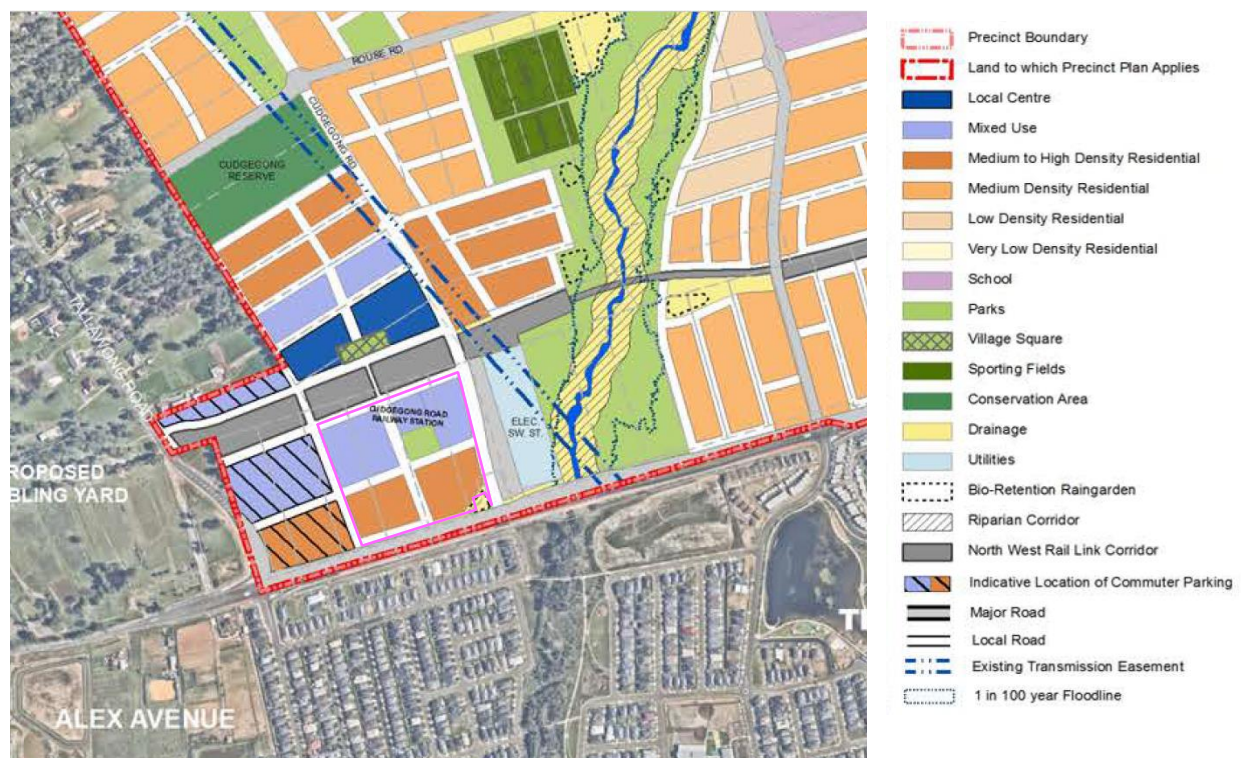 ROUSE RD
CUDGEGONG RD
CUDGEGONG
RESERVE
TALLAWONG ROAD
CUDGEGONG ROAD
RAILWAY STATION
ELEC.
SW. ST.
ROPOSED
BLING YARD
ALEX AVENUE
Precinct Boundary
Land to which Precinct Plan Applies
Local Centre
Mixed Use
Medium to High Density Residential
Medium Density Residential
Low Density Residential
Very Low Density Residential
School
Parks
Village Square
Sporting Fields
Conservation Area
Drainage
Utilities
Bio-Retention Raingarden
Riparian Corridor
North West Rail Link Corridor
Indicative Location of Commuter Parking
Major Road
Local Road
Existing Transmission Easement
1 in 100 year Floodline